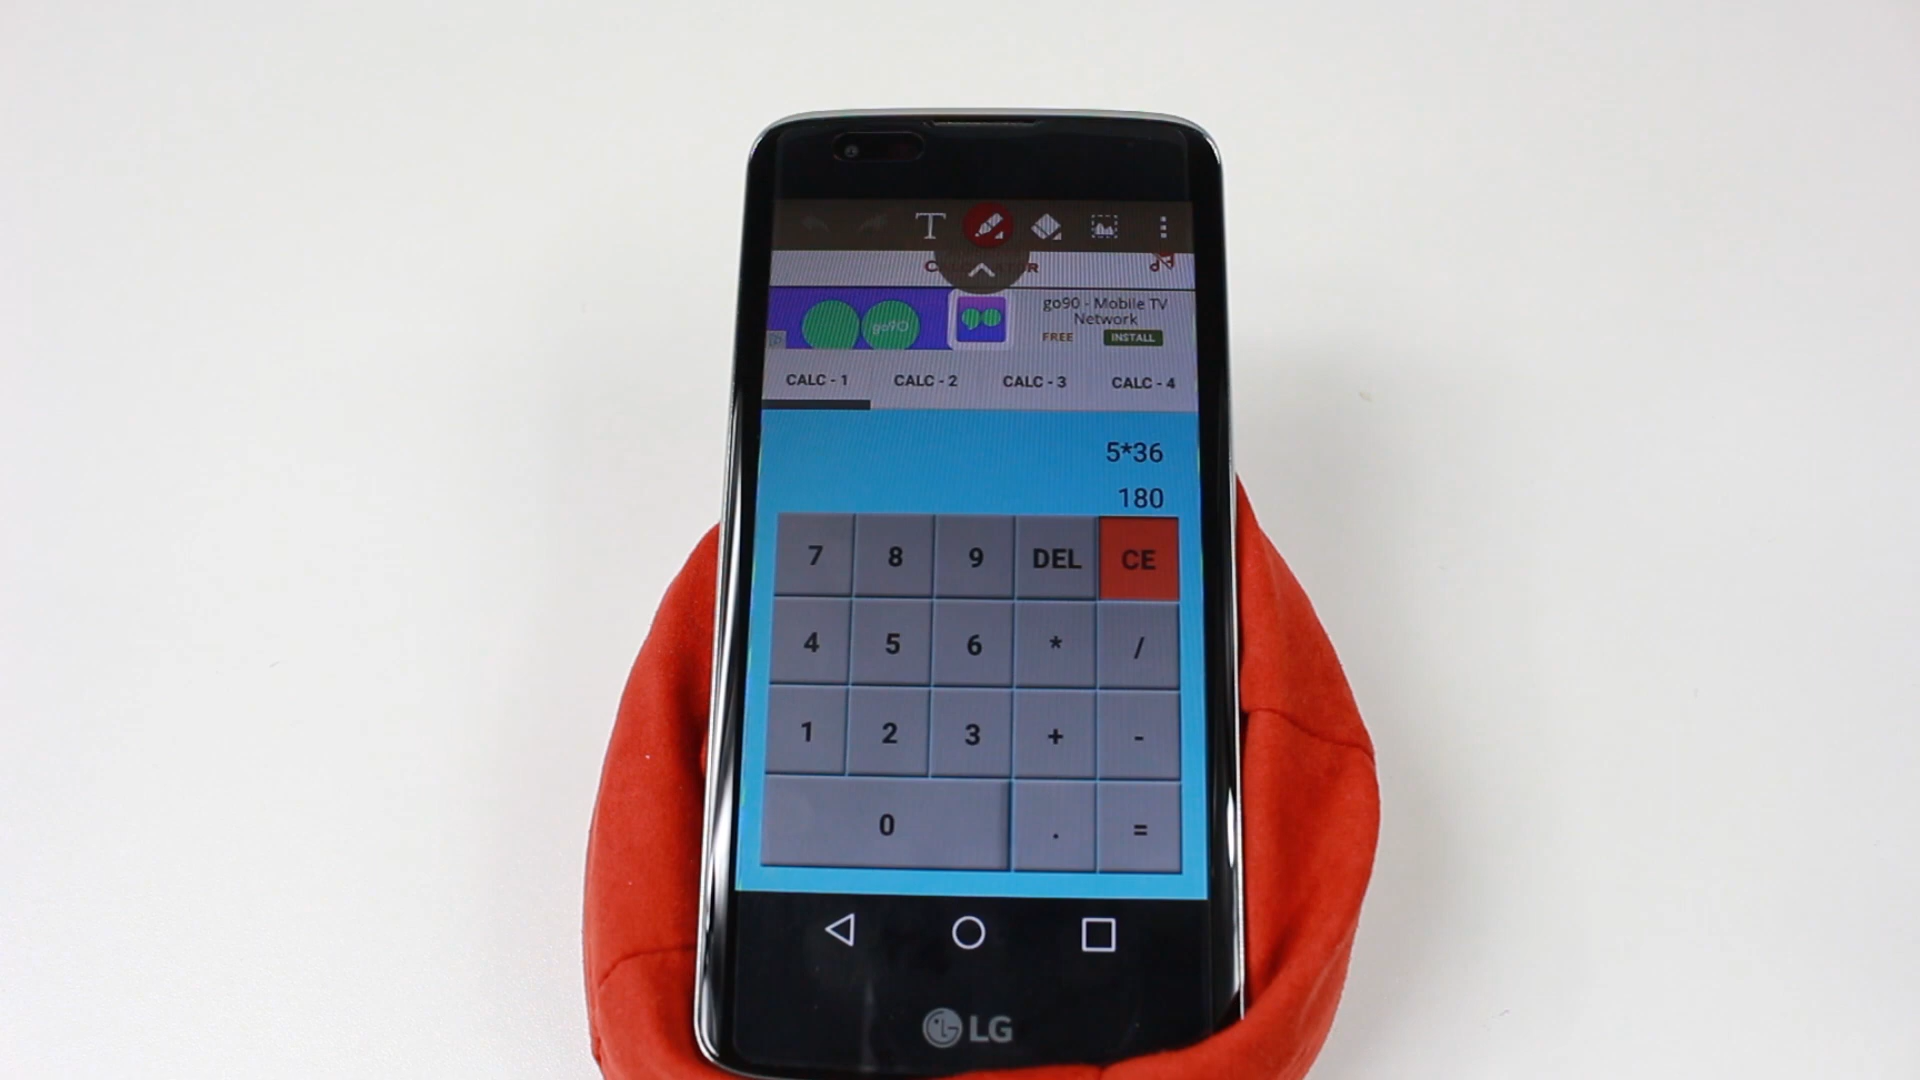 T
go90
go90 - Mobile TV
Network
FREE INSTALL
CALC - 1 CALC - 2 CALC - 3 CALC - 4
5*36
180
7 8 9 DEL CE
4 5 6 * /
1 2 3 + -
0 . =
LG